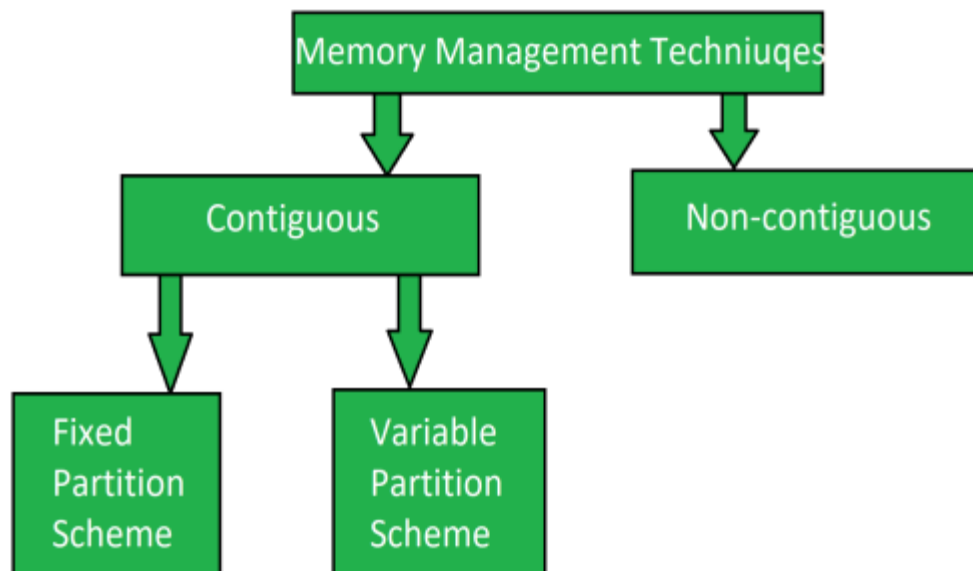 Memory Management Techniuqes
Contiguous
Non-contiguous
Fixed
Partition
Scheme
Variable
Partition
Scheme